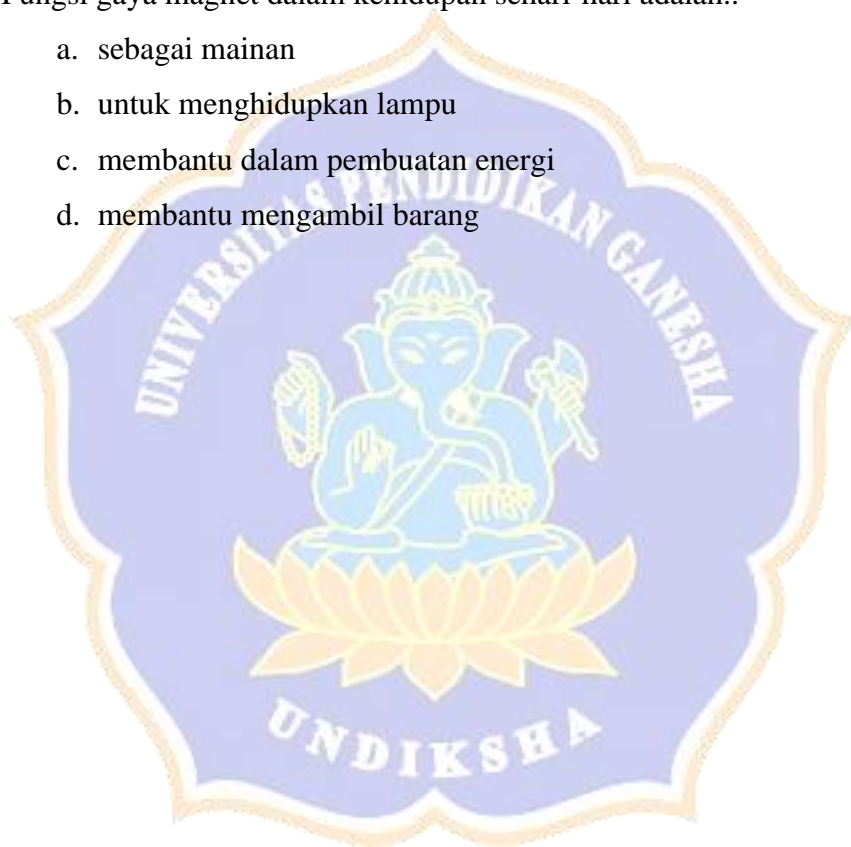 Fungsi gaya magnet dalam kehidupan sehari-hari adalah..
a. sebagai mainan
b. untuk menghidupkan lampu
c. membantu dalam pembuatan energi
d. membantu mengambil barang
UNIVERSITAS PENDIDIKAN GANESHA
UNDIKSHA